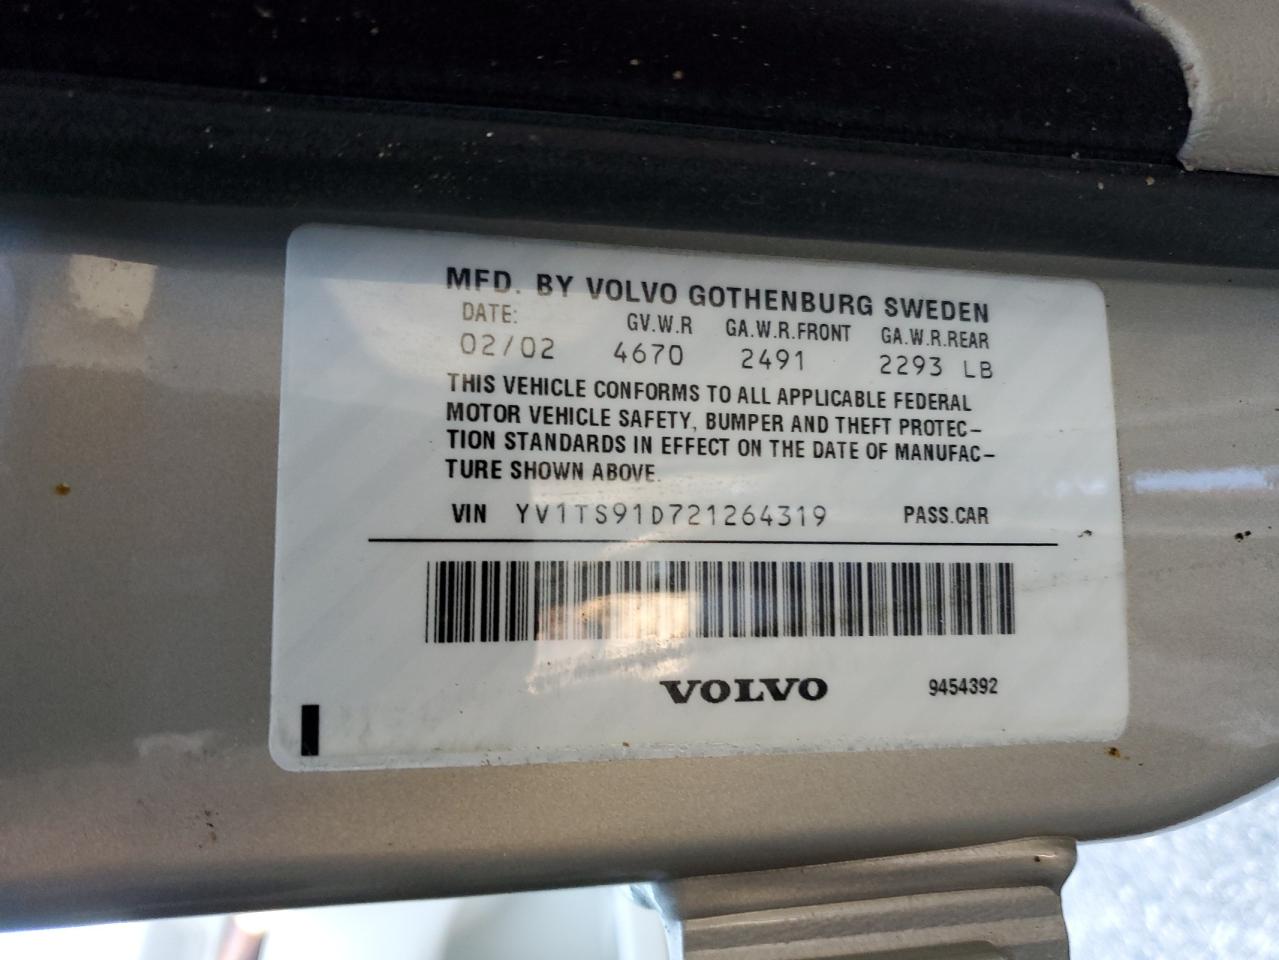 MFD. BY VOLVO GOTHENBURG SWEDEN
DATE: GV.W.R GA.W.R.FRONT GA.W.R.REAR
02/02 4670 2491 2293 LB
THIS VEHICLE CONFORMS TO ALL APPLICABLE FEDERAL
MOTOR VEHICLE SAFETY, BUMPER AND THEFT PROTEC-
TION STANDARDS IN EFFECT ON THE DATE OF MANUFAC-
TURE SHOWN ABOVE.
VIN YV1TS91D721264319 PASS.CAR
VOLVO 9454392